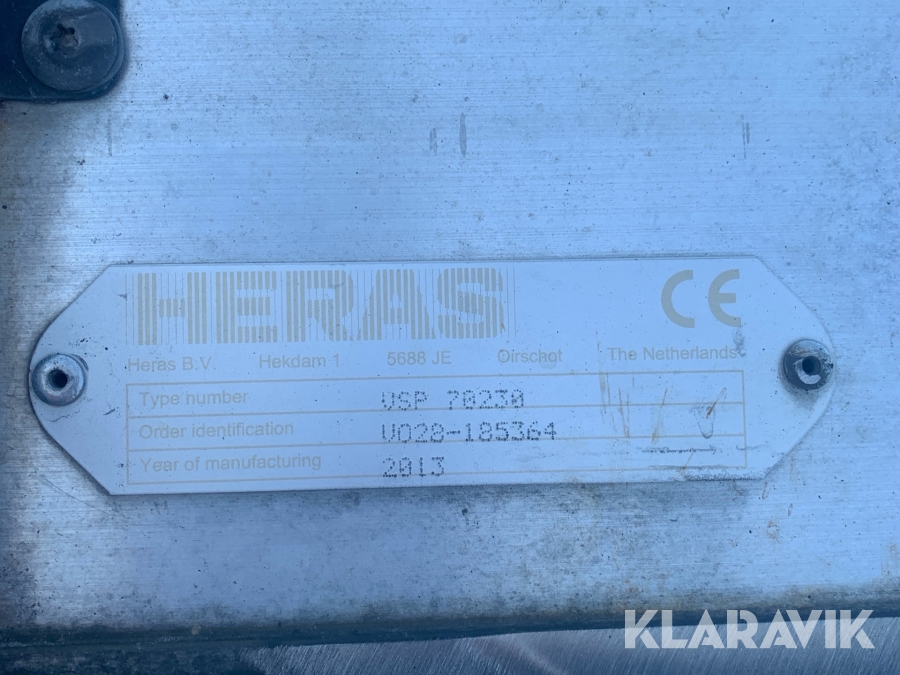 HERAS CE
Heras B.V. Hekdam 1 5688 JE Oirschot The Netherlands
Type number VSP 70230
Order identification VO28-185364
Year of manufacturing 2013
KLARAVIK